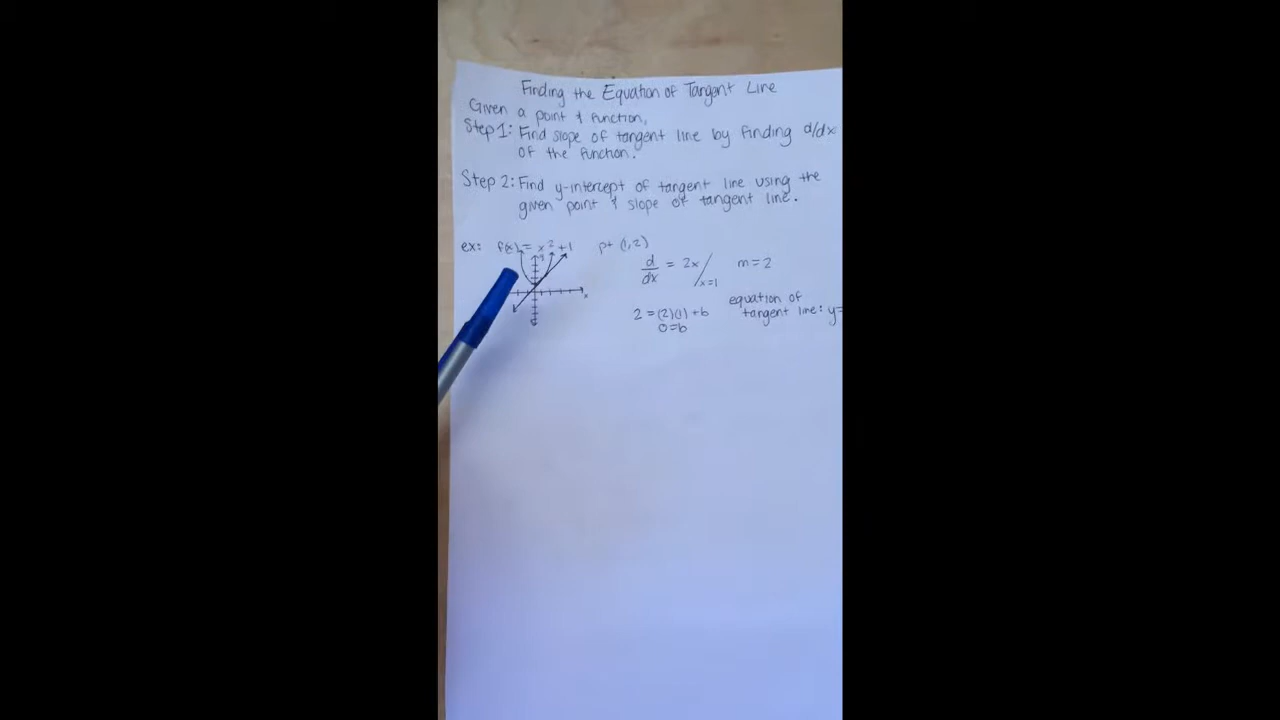 Finding the Equation of Tangent Line
Given a point & function,
Step 1: Find slope of tangent line by finding d/dx
of the function.
Step 2: Find y-intercept of tangent line using the
given point & slope of tangent line.
ex: f(x) = x² + 1 pt (1,2)
y
x
d/dx = 2x / x=1 m = 2
2 = (2)(1) + b
0 = b
equation of
tangent line: y=